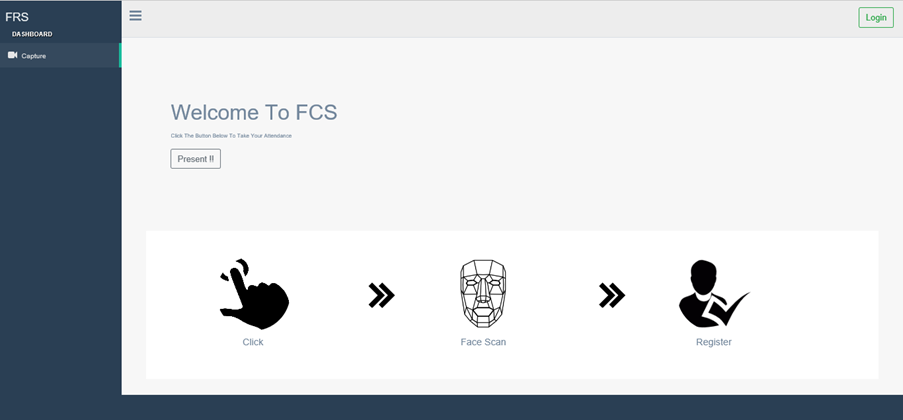 FRS
DASHBOARD
Capture
Login
Welcome To FCS
Click The Button Below To Take Your Attendance
Present !!
Click
Face Scan
Register